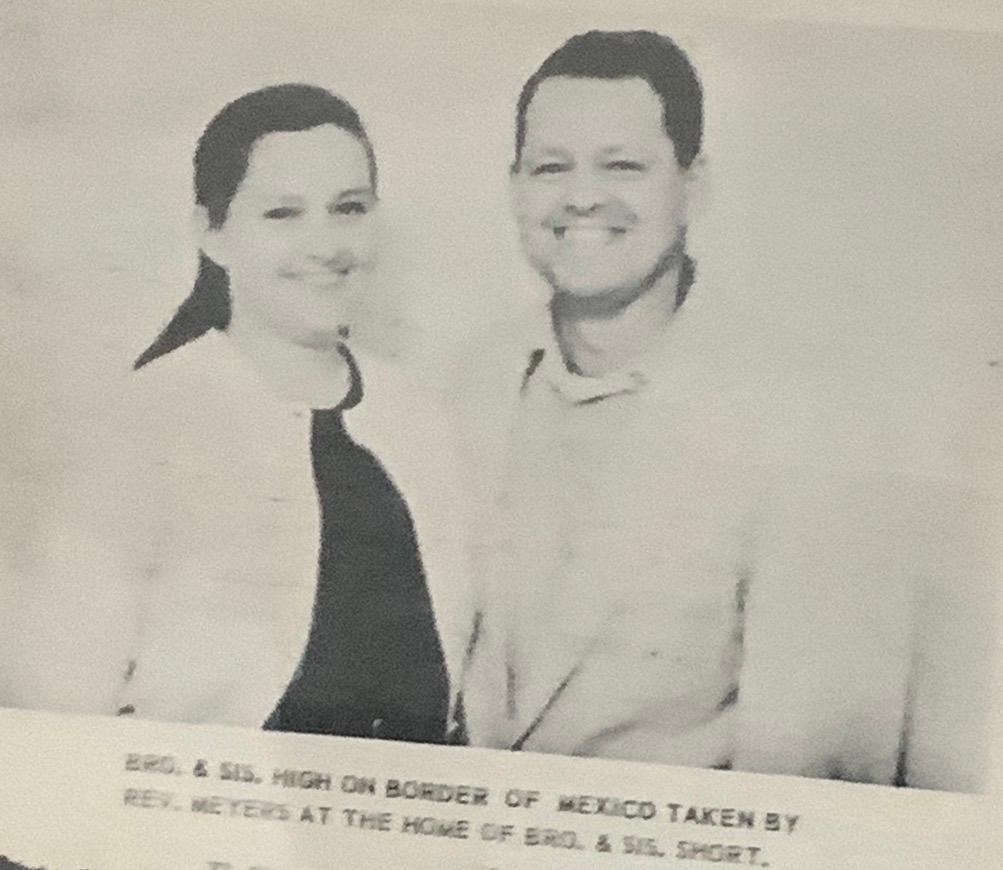 BRO. & SIS. HIGH ON BORDER OF MEXICO TAKEN BY
REV. MEYERS AT THE HOME OF BRO. & SIS. SHORT.